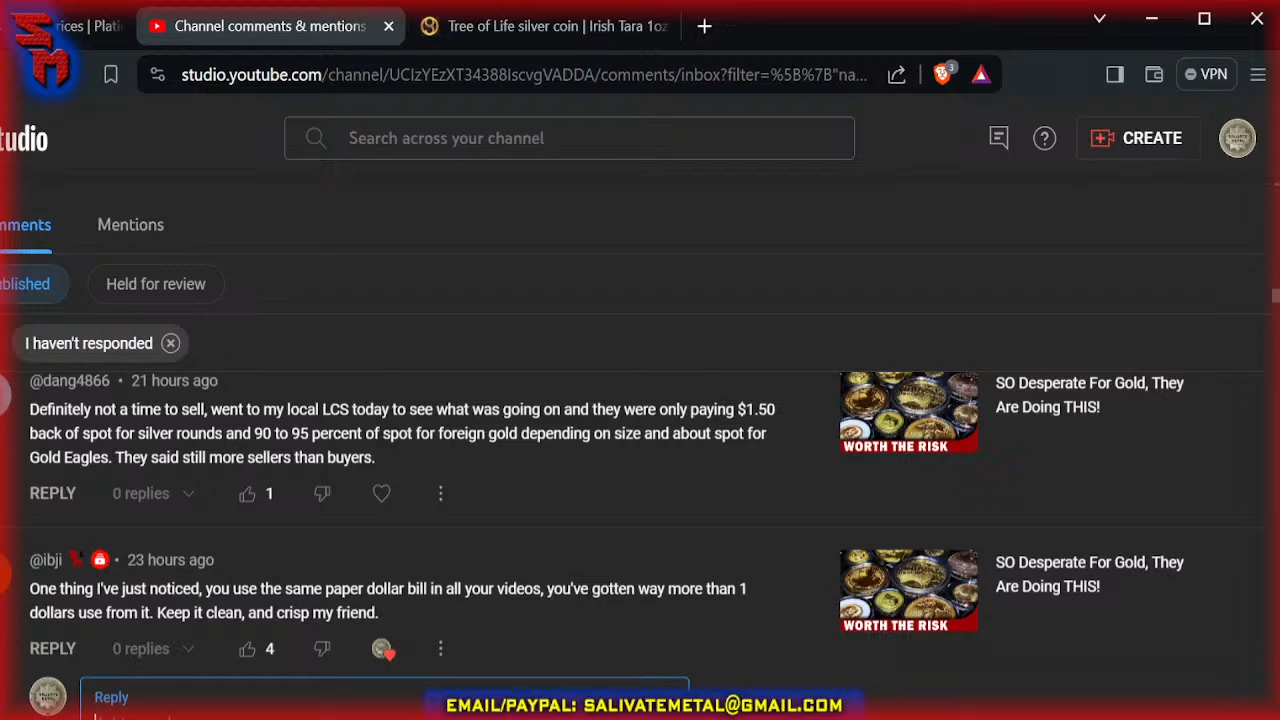 SM
rices | Plati
Channel comments & mentions
Tree of Life silver coin | Irish Tara 1oz
studio.youtube.com/channel/UCIzYEzXT34388IscvgVADDA/comments/inbox?filter=%5B%7B"na...
3
VPN
tudio
Search across your channel
CREATE
mments
Mentions
ublished
Held for review
I haven't responded
@dang4866 • 21 hours ago
Definitely not a time to sell, went to my local LCS today to see what was going on and they were only paying $1.50
back of spot for silver rounds and 90 to 95 percent of spot for foreign gold depending on size and about spot for
Gold Eagles. They said still more sellers than buyers.
REPLY 0 replies 1
WORTH THE RISK
SO Desperate For Gold, They
Are Doing THIS!
@ibji • 23 hours ago
One thing I've just noticed, you use the same paper dollar bill in all your videos, you've gotten way more than 1
dollars use from it. Keep it clean, and crisp my friend.
REPLY 0 replies 4
WORTH THE RISK
SO Desperate For Gold, They
Are Doing THIS!
Reply
EMAIL/PAYPAL: SALIVATEMETAL@GMAIL.COM